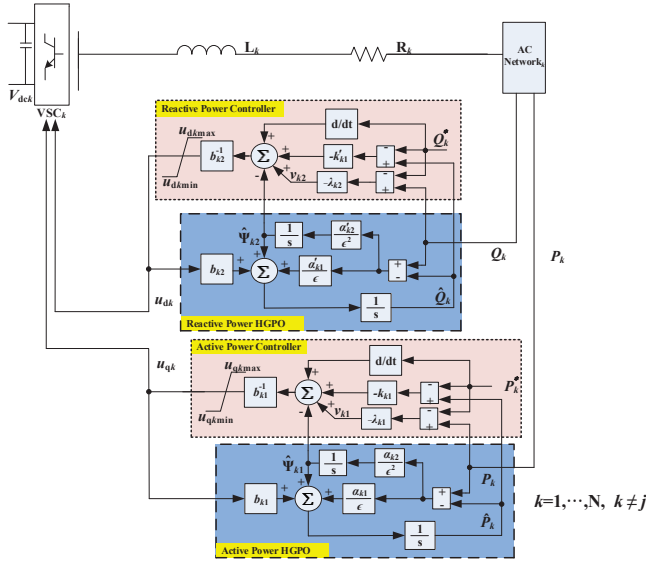 L_k
R_k
AC
Network_k
V_dck
VSC_k
Reactive Power Controller
u_dkmax
u_dkmin
b_k2^-1
Σ
+
+
+
-
d/dt
-k'_k1
-λ_k2
v_k2
-
+
-
+
Q_k^*
Ψ̂_k2
1/s
α'_k2/ϵ²
b_k2
+
+
+
Σ
α'_k1/ϵ
+
-
Q_k
P_k
u_dk
1/s
Q̂_k
Reactive Power HGPO
Active Power Controller
u_qk
u_qkmax
u_qkmin
b_k1^-1
Σ
+
+
+
-
d/dt
-k_k1
-λ_k1
v_k1
-
+
-
+
P_k^*
Ψ̂_k1
1/s
α_k2/ϵ²
b_k1
+
+
+
Σ
α_k1/ϵ
+
-
P_k
1/s
P̂_k
Active Power HGPO
k=1,⋯,N, k≠j